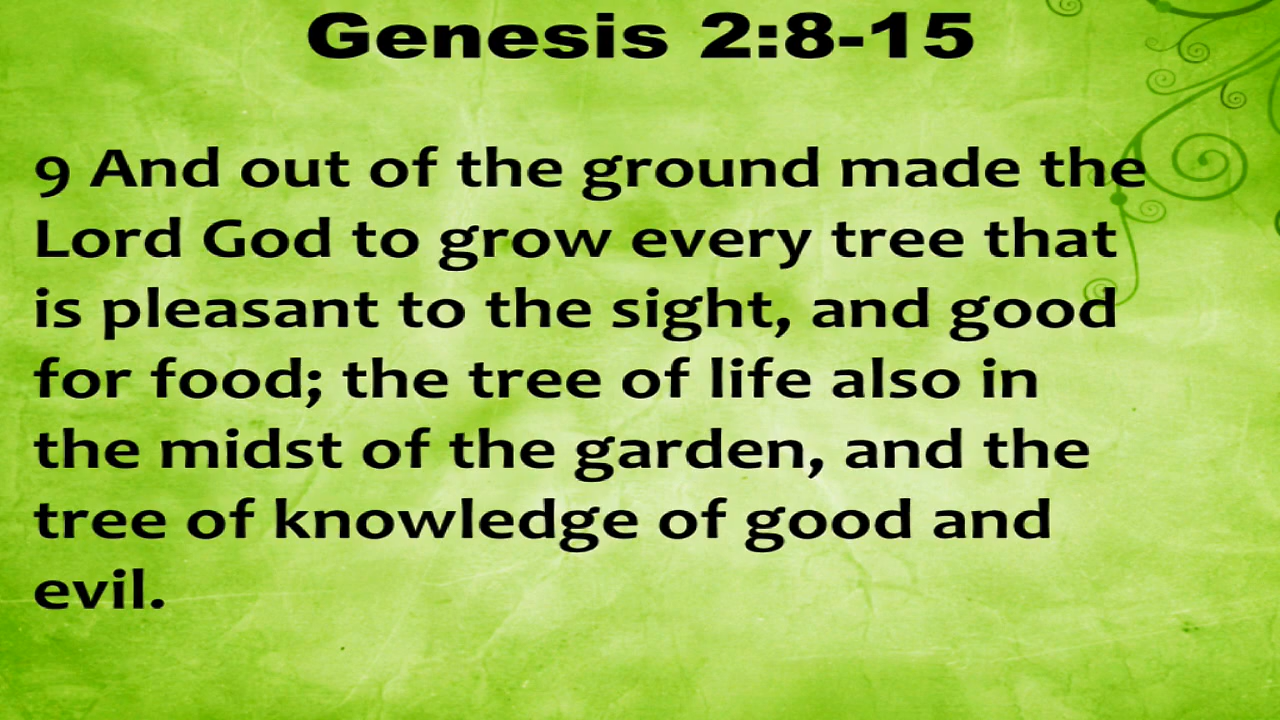 Genesis 2:8-15
9 And out of the ground made the
Lord God to grow every tree that
is pleasant to the sight, and good
for food; the tree of life also in
the midst of the garden, and the
tree of knowledge of good and
evil.